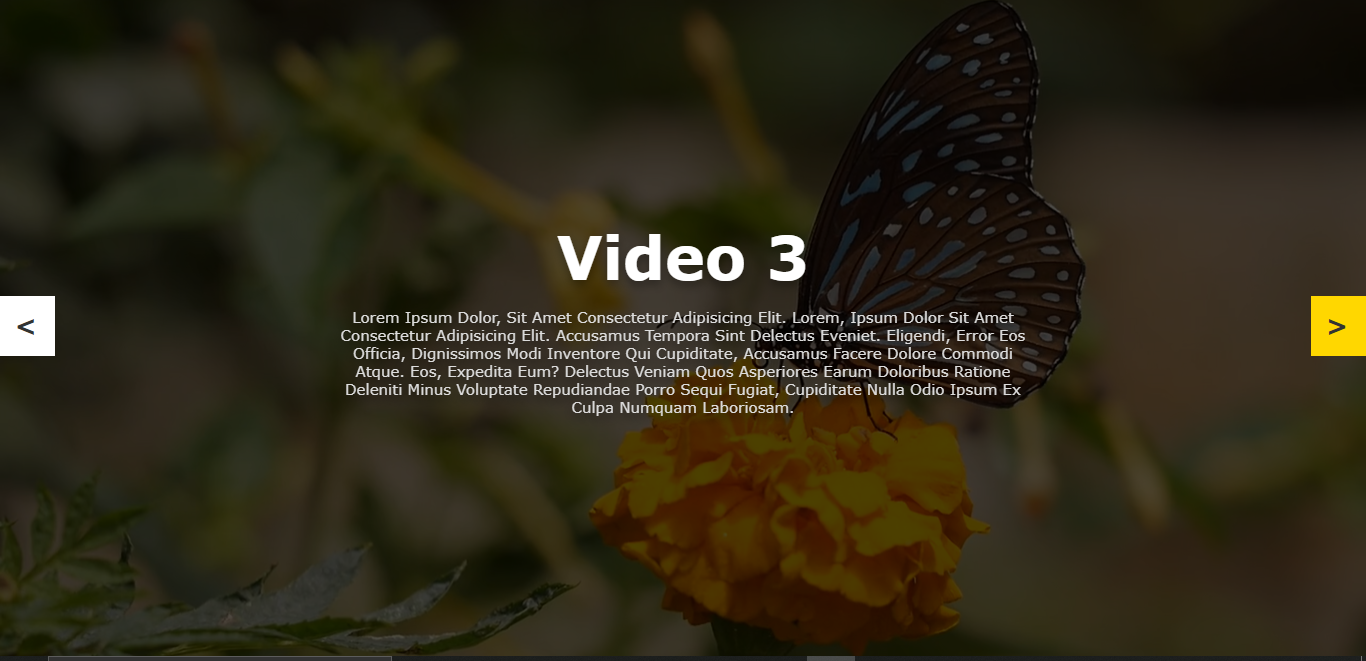 Video 3
<
>
Lorem Ipsum Dolor, Sit Amet Consectetur Adipisicing Elit. Lorem, Ipsum Dolor Sit Amet
Consectetur Adipisicing Elit. Accusamus Tempora Sint Delectus Eveniet. Eligendi, Error Eos
Officia, Dignissimos Modi Inventore Qui Cupiditate, Accusamus Facere Dolore Commodi
Atque. Eos, Expedita Eum? Delectus Veniam Quos Asperiores Earum Doloribus Ratione
Deleniti Minus Voluptate Repudiandae Porro Sequi Fugiat, Cupiditate Nulla Odio Ipsum Ex
Culpa Numquam Laboriosam.